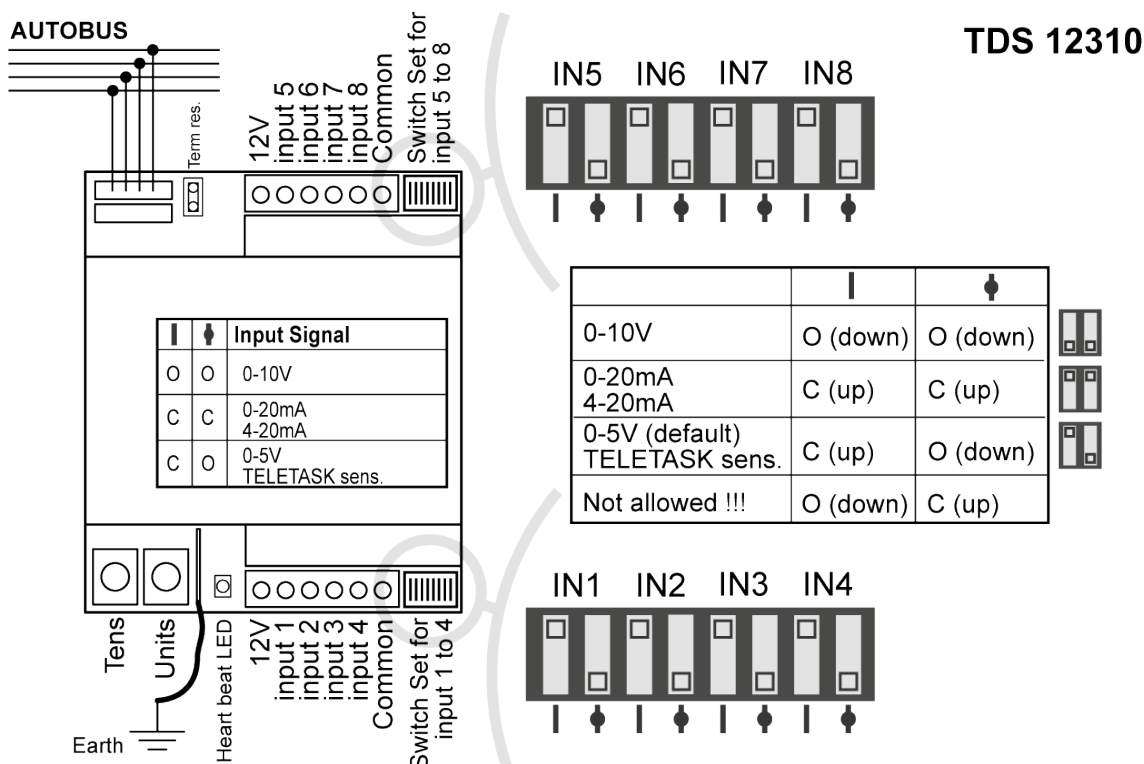 AUTOBUS
TDS 12310
Term res.
12V
input 5
input 6
input 7
input 8
Common
Switch Set for
input 5 to 8
IN5 IN6 IN7 IN8
Input Signal
O O 0-10V
C C 0-20mA
4-20mA
C O 0-5V
TELETASK sens.
0-10V O (down) O (down)
0-20mA
4-20mA C (up) C (up)
0-5V (default)
TELETASK sens. C (up) O (down)
Not allowed !!! O (down) C (up)
IN1 IN2 IN3 IN4
Tens
Units
Earth
Heart beat LED
12V
input 1
input 2
input 3
input 4
Common
Switch Set for
input 1 to 4